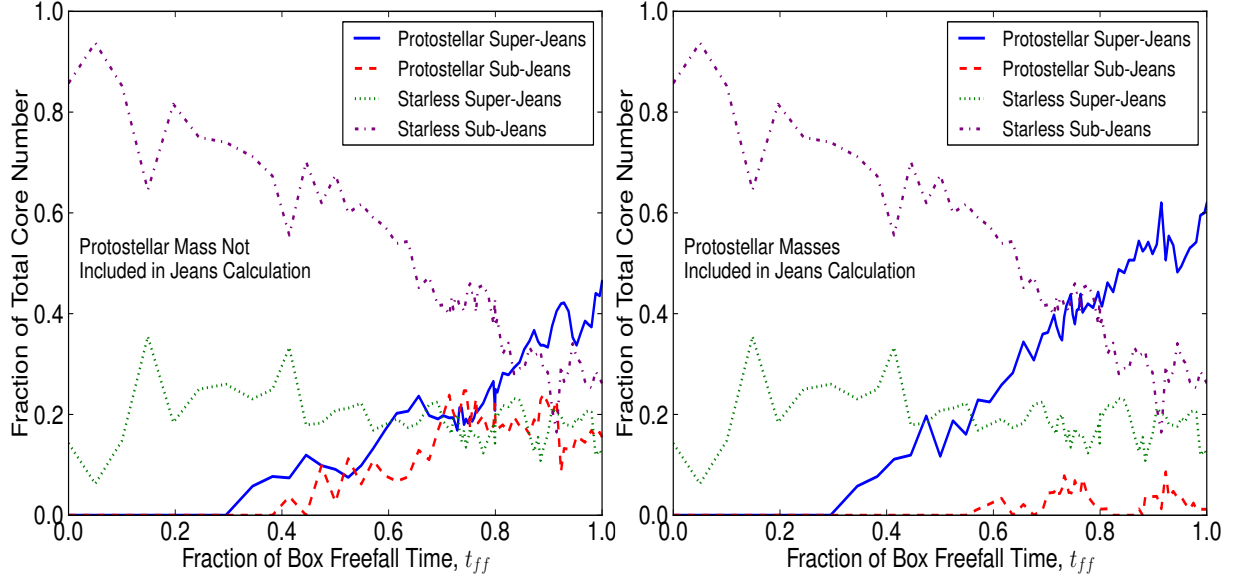 1.0
0.8
0.6
0.4
0.2
0.0
Fraction of Total Core Number
Protostellar Super-Jeans
Protostellar Sub-Jeans
Starless Super-Jeans
Starless Sub-Jeans
Protostellar Mass Not
Included in Jeans Calculation
0.0 0.2 0.4 0.6 0.8 1.0
Fraction of Box Freefall Time, t_ff
1.0
0.8
0.6
0.4
0.2
0.0
Fraction of Total Core Number
Protostellar Super-Jeans
Protostellar Sub-Jeans
Starless Super-Jeans
Starless Sub-Jeans
Protostellar Masses
Included in Jeans Calculation
0.0 0.2 0.4 0.6 0.8 1.0
Fraction of Box Freefall Time, t_ff